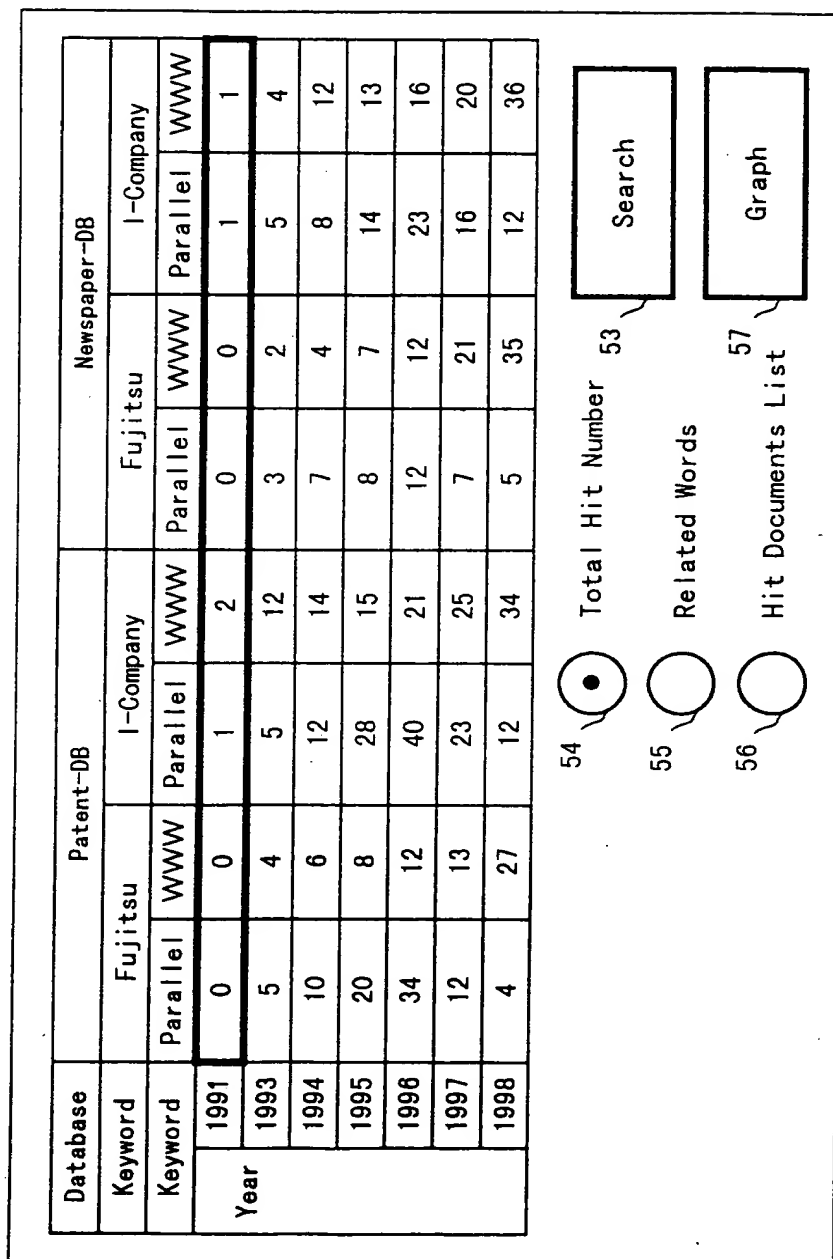 Database Patent-DB Newspaper-DB
Keyword Fujitsu I-Company Fujitsu I-Company
Keyword Parallel WWW Parallel WWW Parallel WWW Parallel WWW
Year
1991 0 0 1 2 0 0 1 1
1993 5 4 5 12 3 2 5 4
1994 10 6 12 14 7 4 8 12
1995 20 8 28 15 8 7 14 13
1996 34 12 40 21 12 12 23 16
1997 12 13 23 25 7 21 16 20
1998 4 27 12 34 5 35 12 36
54 Total Hit Number 53 Search
55 Related Words
56 Hit Documents List 57 Graph